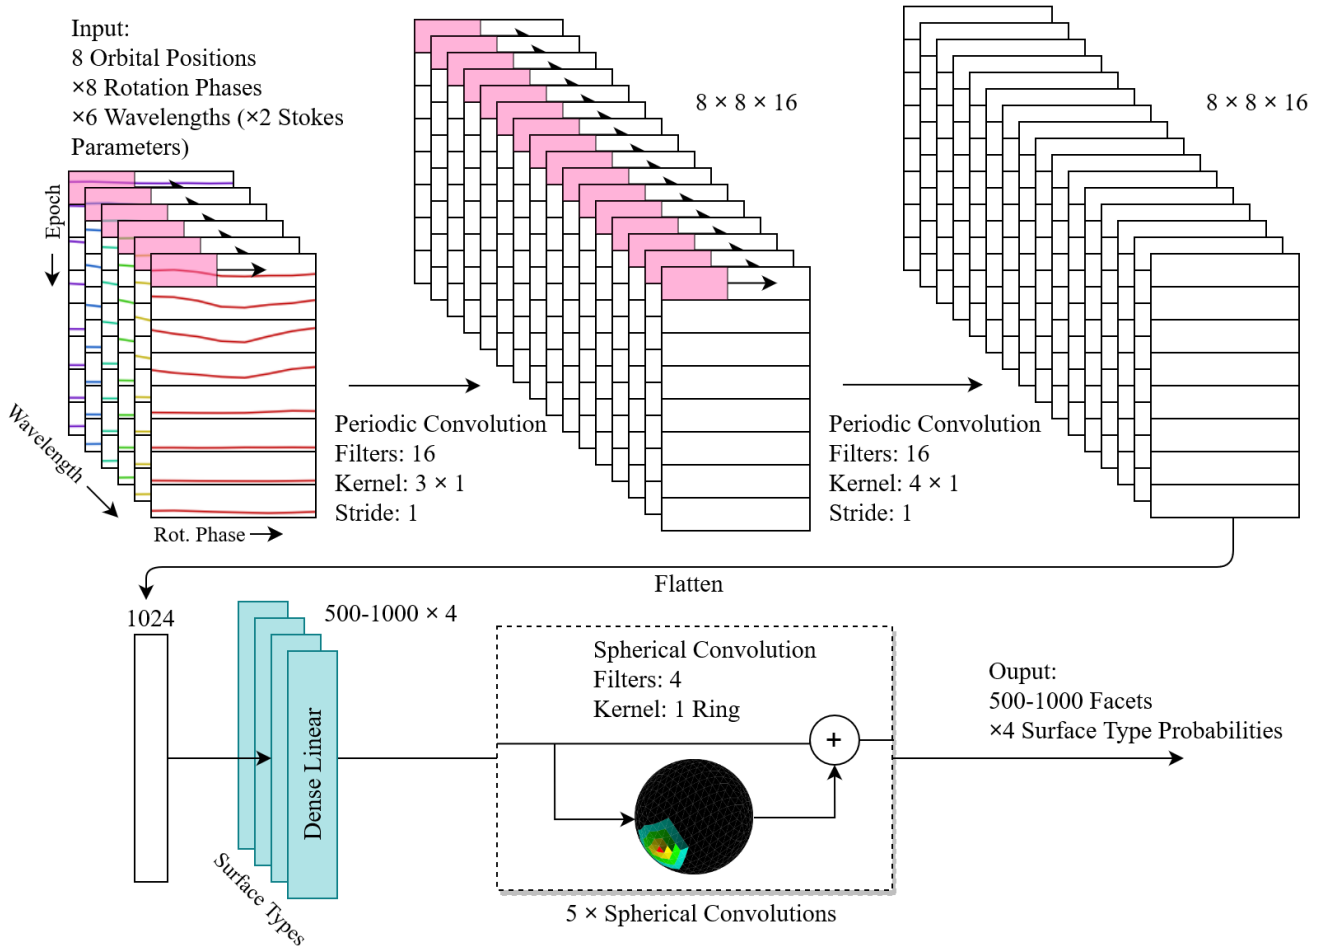 Input:
8 Orbital Positions
×8 Rotation Phases
×6 Wavelengths (×2 Stokes
Parameters)
Epoch
Wavelength
Rot. Phase
8 × 8 × 16
Periodic Convolution
Filters: 16
Kernel: 3 × 1
Stride: 1
8 × 8 × 16
Periodic Convolution
Filters: 16
Kernel: 4 × 1
Stride: 1
Flatten
1024
500-1000 × 4
Dense Linear
Surface Types
Spherical Convolution
Filters: 4
Kernel: 1 Ring
+
5 × Spherical Convolutions
Ouput:
500-1000 Facets
×4 Surface Type Probabilities